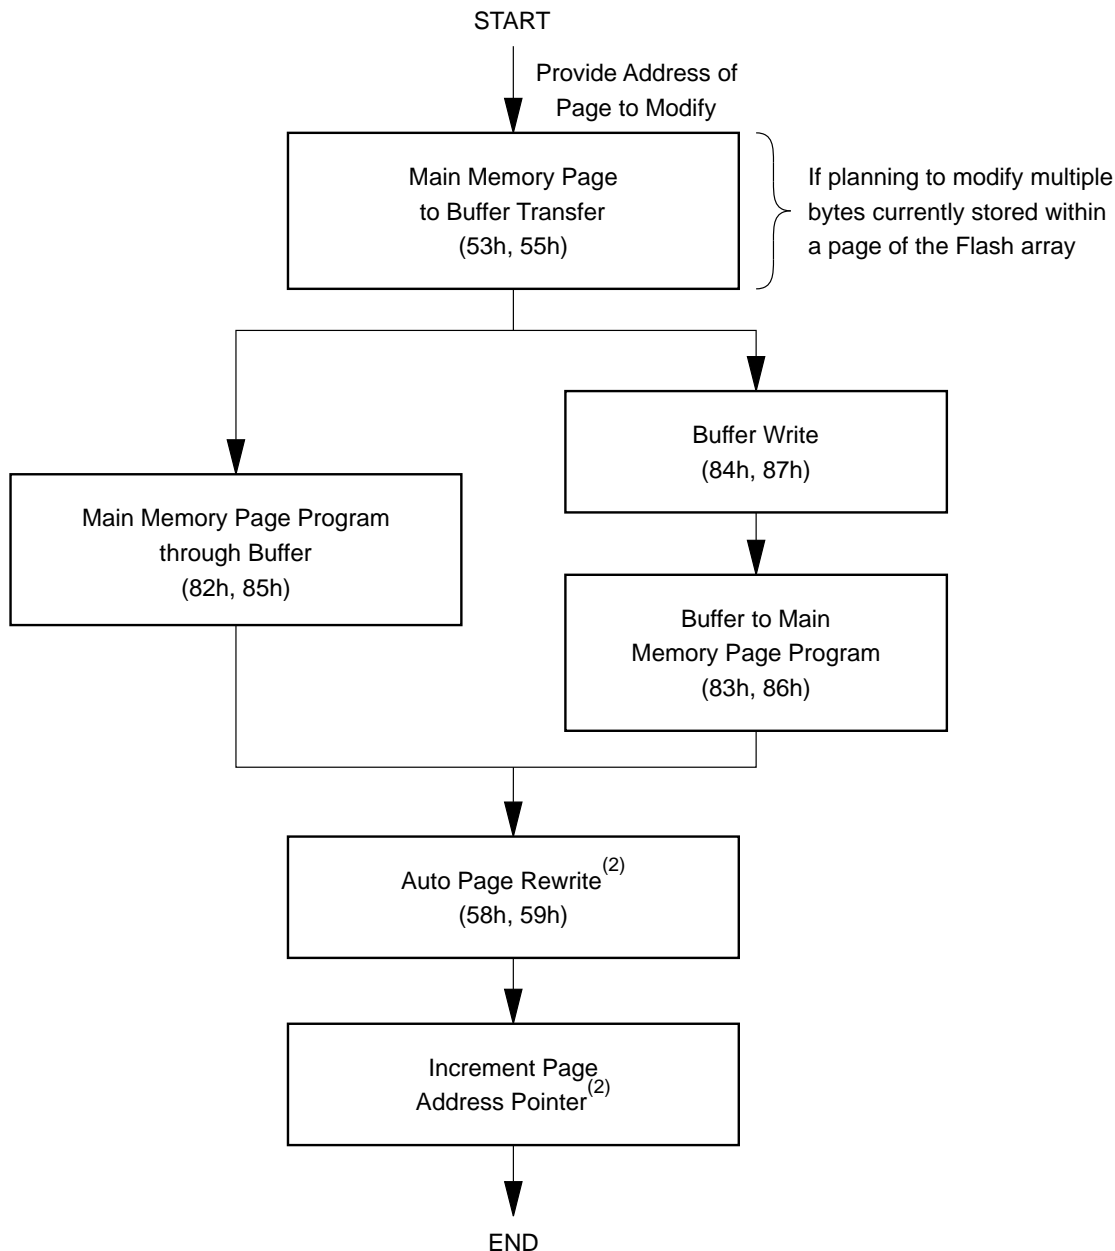 START
Provide Address of
Page to Modify
Main Memory Page
to Buffer Transfer
(53h, 55h)
If planning to modify multiple
bytes currently stored within
a page of the Flash array
Buffer Write
(84h, 87h)
Main Memory Page Program
through Buffer
(82h, 85h)
Buffer to Main
Memory Page Program
(83h, 86h)
Auto Page Rewrite(2)
(58h, 59h)
Increment Page
Address Pointer(2)
END